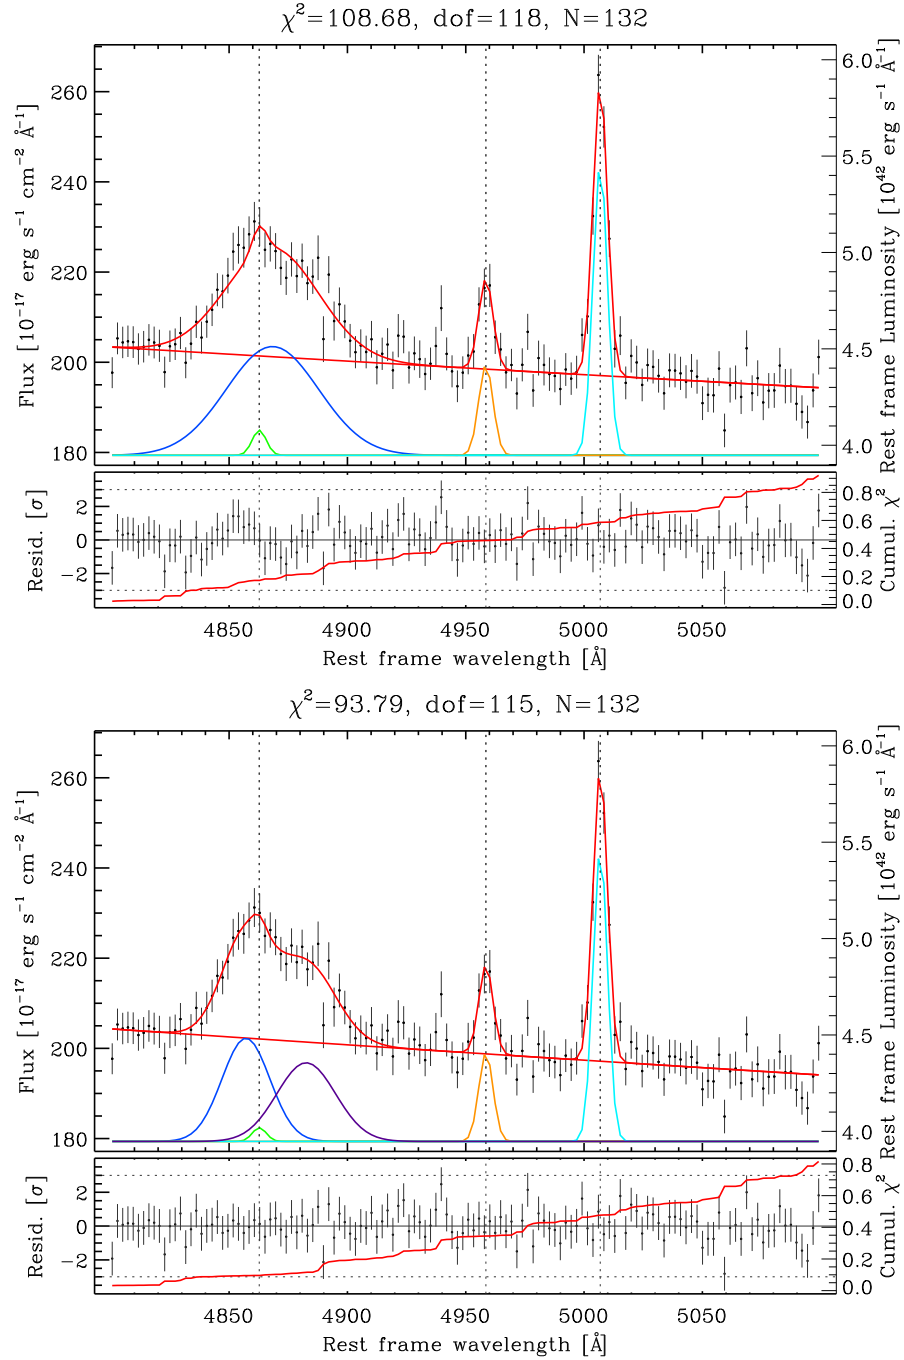 χ²=108.68, dof=118, N=132
Flux [10⁻¹⁷ erg s⁻¹ cm⁻² Å⁻¹]
260
240
220
200
180
6.0
5.5
5.0
4.5
4.0
Rest frame Luminosity [10⁴² erg s⁻¹ Å⁻¹]
Resid. [σ]
2
0
−2
0.8
0.6
0.4
0.2
0.0
Cumul. χ²
4850 4900 4950 5000 5050
Rest frame wavelength [Å]
χ²=93.79, dof=115, N=132
Flux [10⁻¹⁷ erg s⁻¹ cm⁻² Å⁻¹]
260
240
220
200
180
6.0
5.5
5.0
4.5
4.0
Rest frame Luminosity [10⁴² erg s⁻¹ Å⁻¹]
Resid. [σ]
2
0
−2
0.8
0.6
0.4
0.2
0.0
Cumul. χ²
4850 4900 4950 5000 5050
Rest frame wavelength [Å]